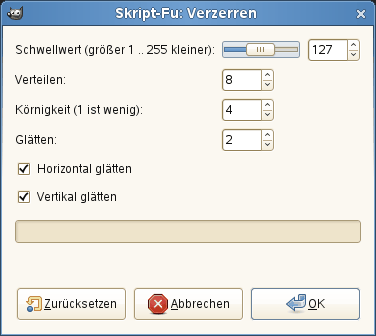 Skript-Fu: Verzerren
Schwellwert (größer 1 .. 255 kleiner): 127
Verteilen: 8
Körnigkeit (1 ist wenig): 4
Glätten: 2
Horizontal glätten
Vertikal glätten
Zurücksetzen Abbrechen OK